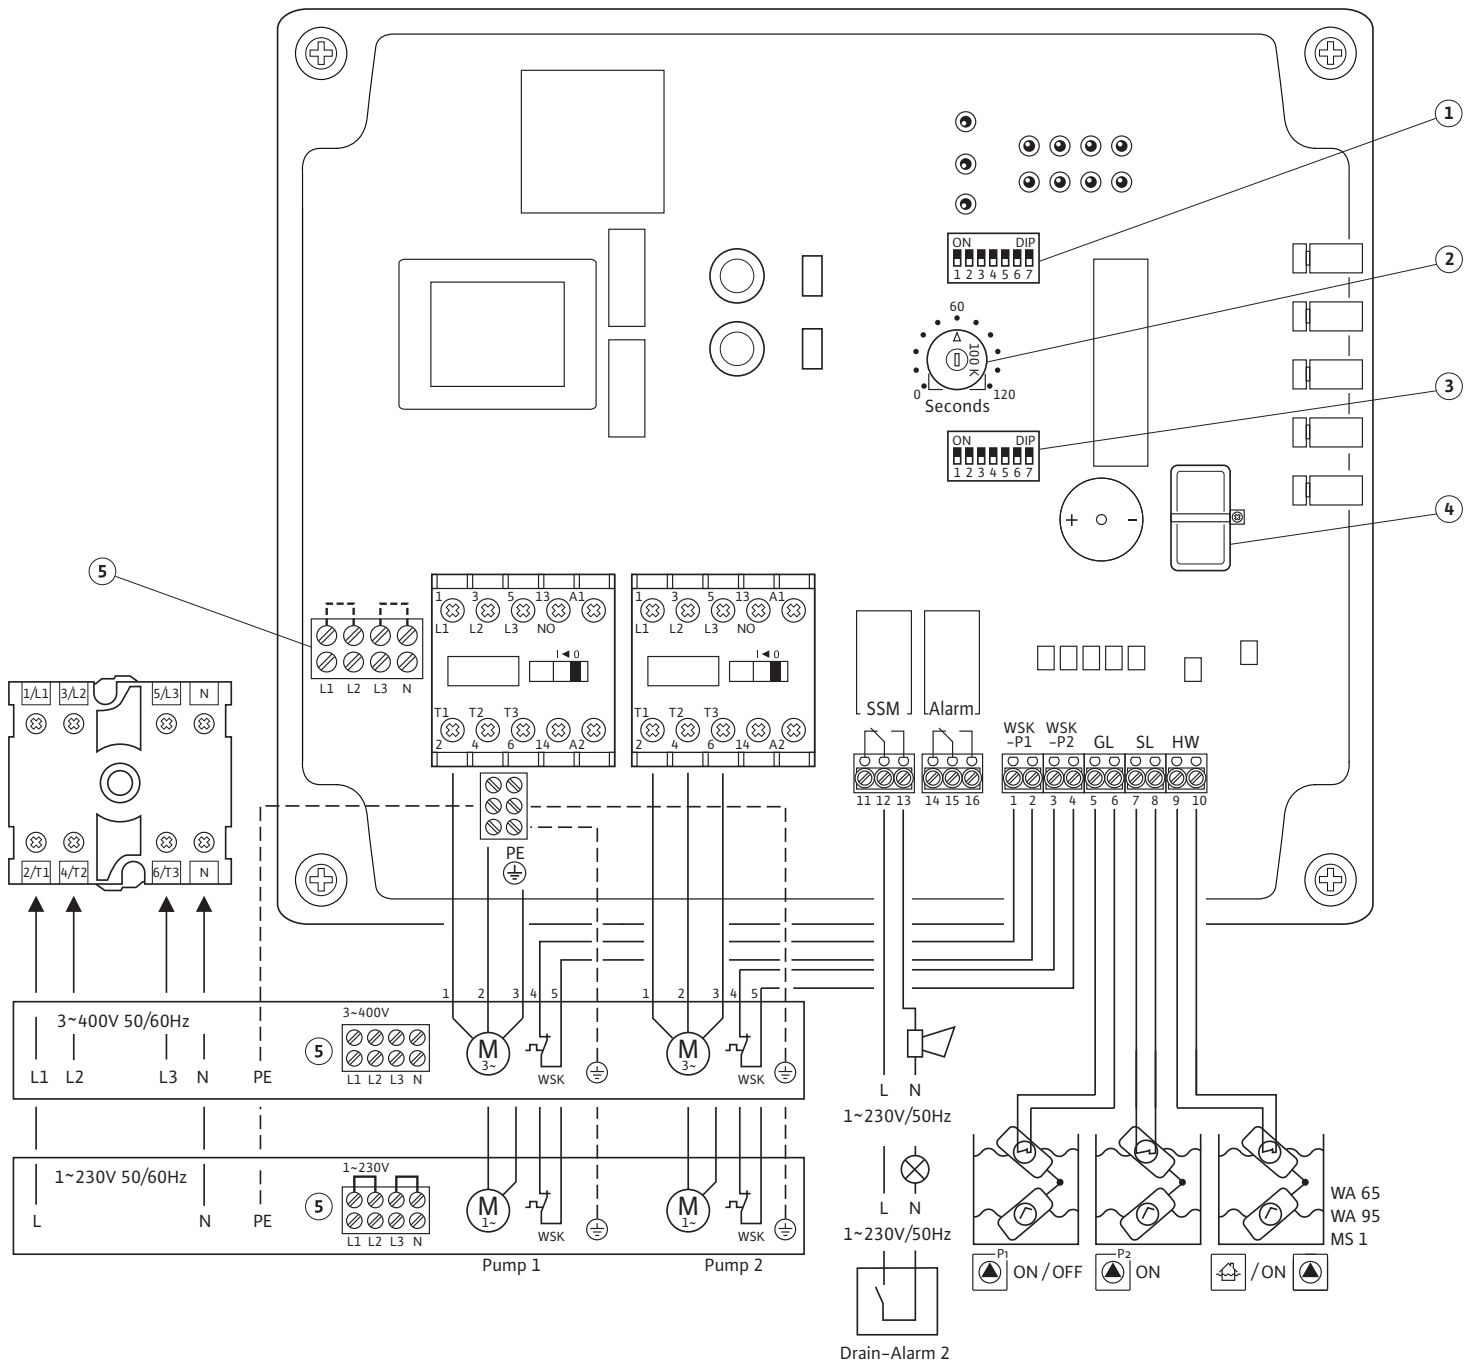 1
ON DIP
1 2 3 4 5 6 7
2
60
100 K
0 120
Seconds
3
ON DIP
1 2 3 4 5 6 7
+ −
4
5
L1 L2 L3 N
1 3 5 13 A1
L1 L2 L3 NO
I ◄ 0
T1 T2 T3
2 4 6 14 A2
1 3 5 13 A1
L1 L2 L3 NO
I ◄ 0
T1 T2 T3
2 4 6 14 A2
1/L1 3/L2 5/L3 N
2/T1 4/T2 6/T3 N
SSM Alarm
WSK WSK
-P1 -P2 GL SL HW
11 12 13 14 15 16 1 2 3 4 5 6 7 8 9 10
PE
1 2 3 4 5 1 2 3 4 5
3~400V 50/60Hz
3~400V
5
L1 L2 L3 N
M
3~
WSK
M
3~
WSK
L1 L2 L3 N PE
L N
1~230V/50Hz
1~230V 50/60Hz
1~230V
5
L1 L2 L3 N
M
1~
WSK
M
1~
WSK
L N PE
Pump 1 Pump 2
L N
1~230V/50Hz
Drain-Alarm 2
WA 65
WA 95
MS 1
P1 ON/OFF
P2 ON
/ON